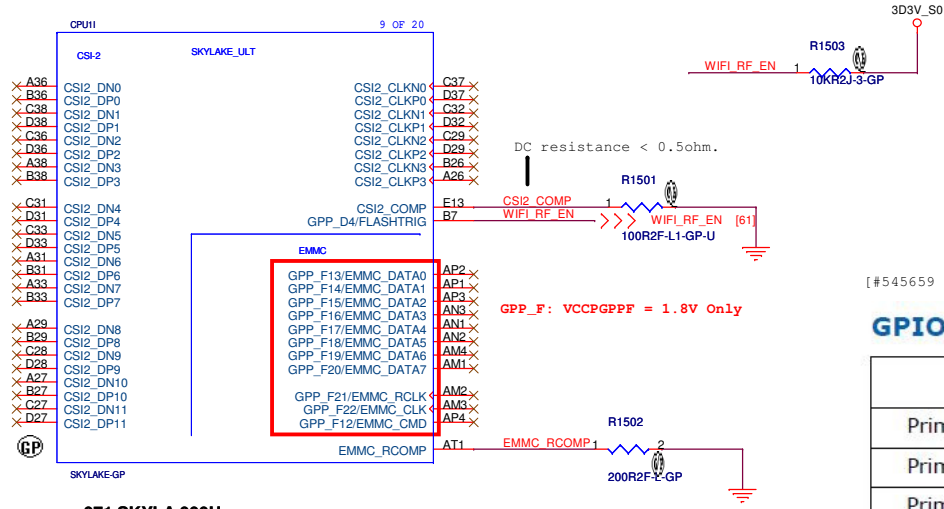 3D3V_S0
CPU1I 9 OF 20
CSI-2 SKYLAKE_ULT
R1503
WIFI_RF_EN 1
10KR2J-3-GP
A36 CSI2_DN0 CSI2_CLKN0 C37
B36 CSI2_DP0 CSI2_CLKP0 D37
C38 CSI2_DN1 CSI2_CLKN1 C32
D38 CSI2_DP1 CSI2_CLKP1 D32
C36 CSI2_DN2 CSI2_CLKN2 C29
D36 CSI2_DP2 CSI2_CLKP2 D29
A38 CSI2_DN3 CSI2_CLKN3 B26
B38 CSI2_DP3 CSI2_CLKP3 A26
DC resistance < 0.5ohm.
R1501
C31 CSI2_DN4 CSI2_COMP E13 CSI2_COMP 1
D31 CSI2_DP4 GPP_D4/FLASHTRIG B7 WIFI_RF_EN WIFI_RF_EN [61]
100R2F-L1-GP-U
C33 CSI2_DN5
D33 CSI2_DP5
A31 CSI2_DN6
B31 CSI2_DP6
A33 CSI2_DN7
B33 CSI2_DP7
EMMC
GPP_F13/EMMC_DATA0 AP2
GPP_F14/EMMC_DATA1 AP1
GPP_F15/EMMC_DATA2 AP3
GPP_F16/EMMC_DATA3 AN3
GPP_F17/EMMC_DATA4 AN1
GPP_F18/EMMC_DATA5 AN2
GPP_F19/EMMC_DATA6 AM4
GPP_F20/EMMC_DATA7 AM1
GPP_F: VCCPGPPF = 1.8V Only
A29 CSI2_DN8
B29 CSI2_DP8
C28 CSI2_DN9
D28 CSI2_DP9
A27 CSI2_DN10
B27 CSI2_DP10
C27 CSI2_DN11
D27 CSI2_DP11
GPP_F21/EMMC_RCLK AM2
GPP_F22/EMMC_CLK AM3
GPP_F12/EMMC_CMD AP4
R1502
EMMC_RCOMP AT1 EMMC_RCOMP 1 2
200R2F-L-GP
GP
SKYLAKE-GP
[#545659
GPIO
Prim
Prim
Prim